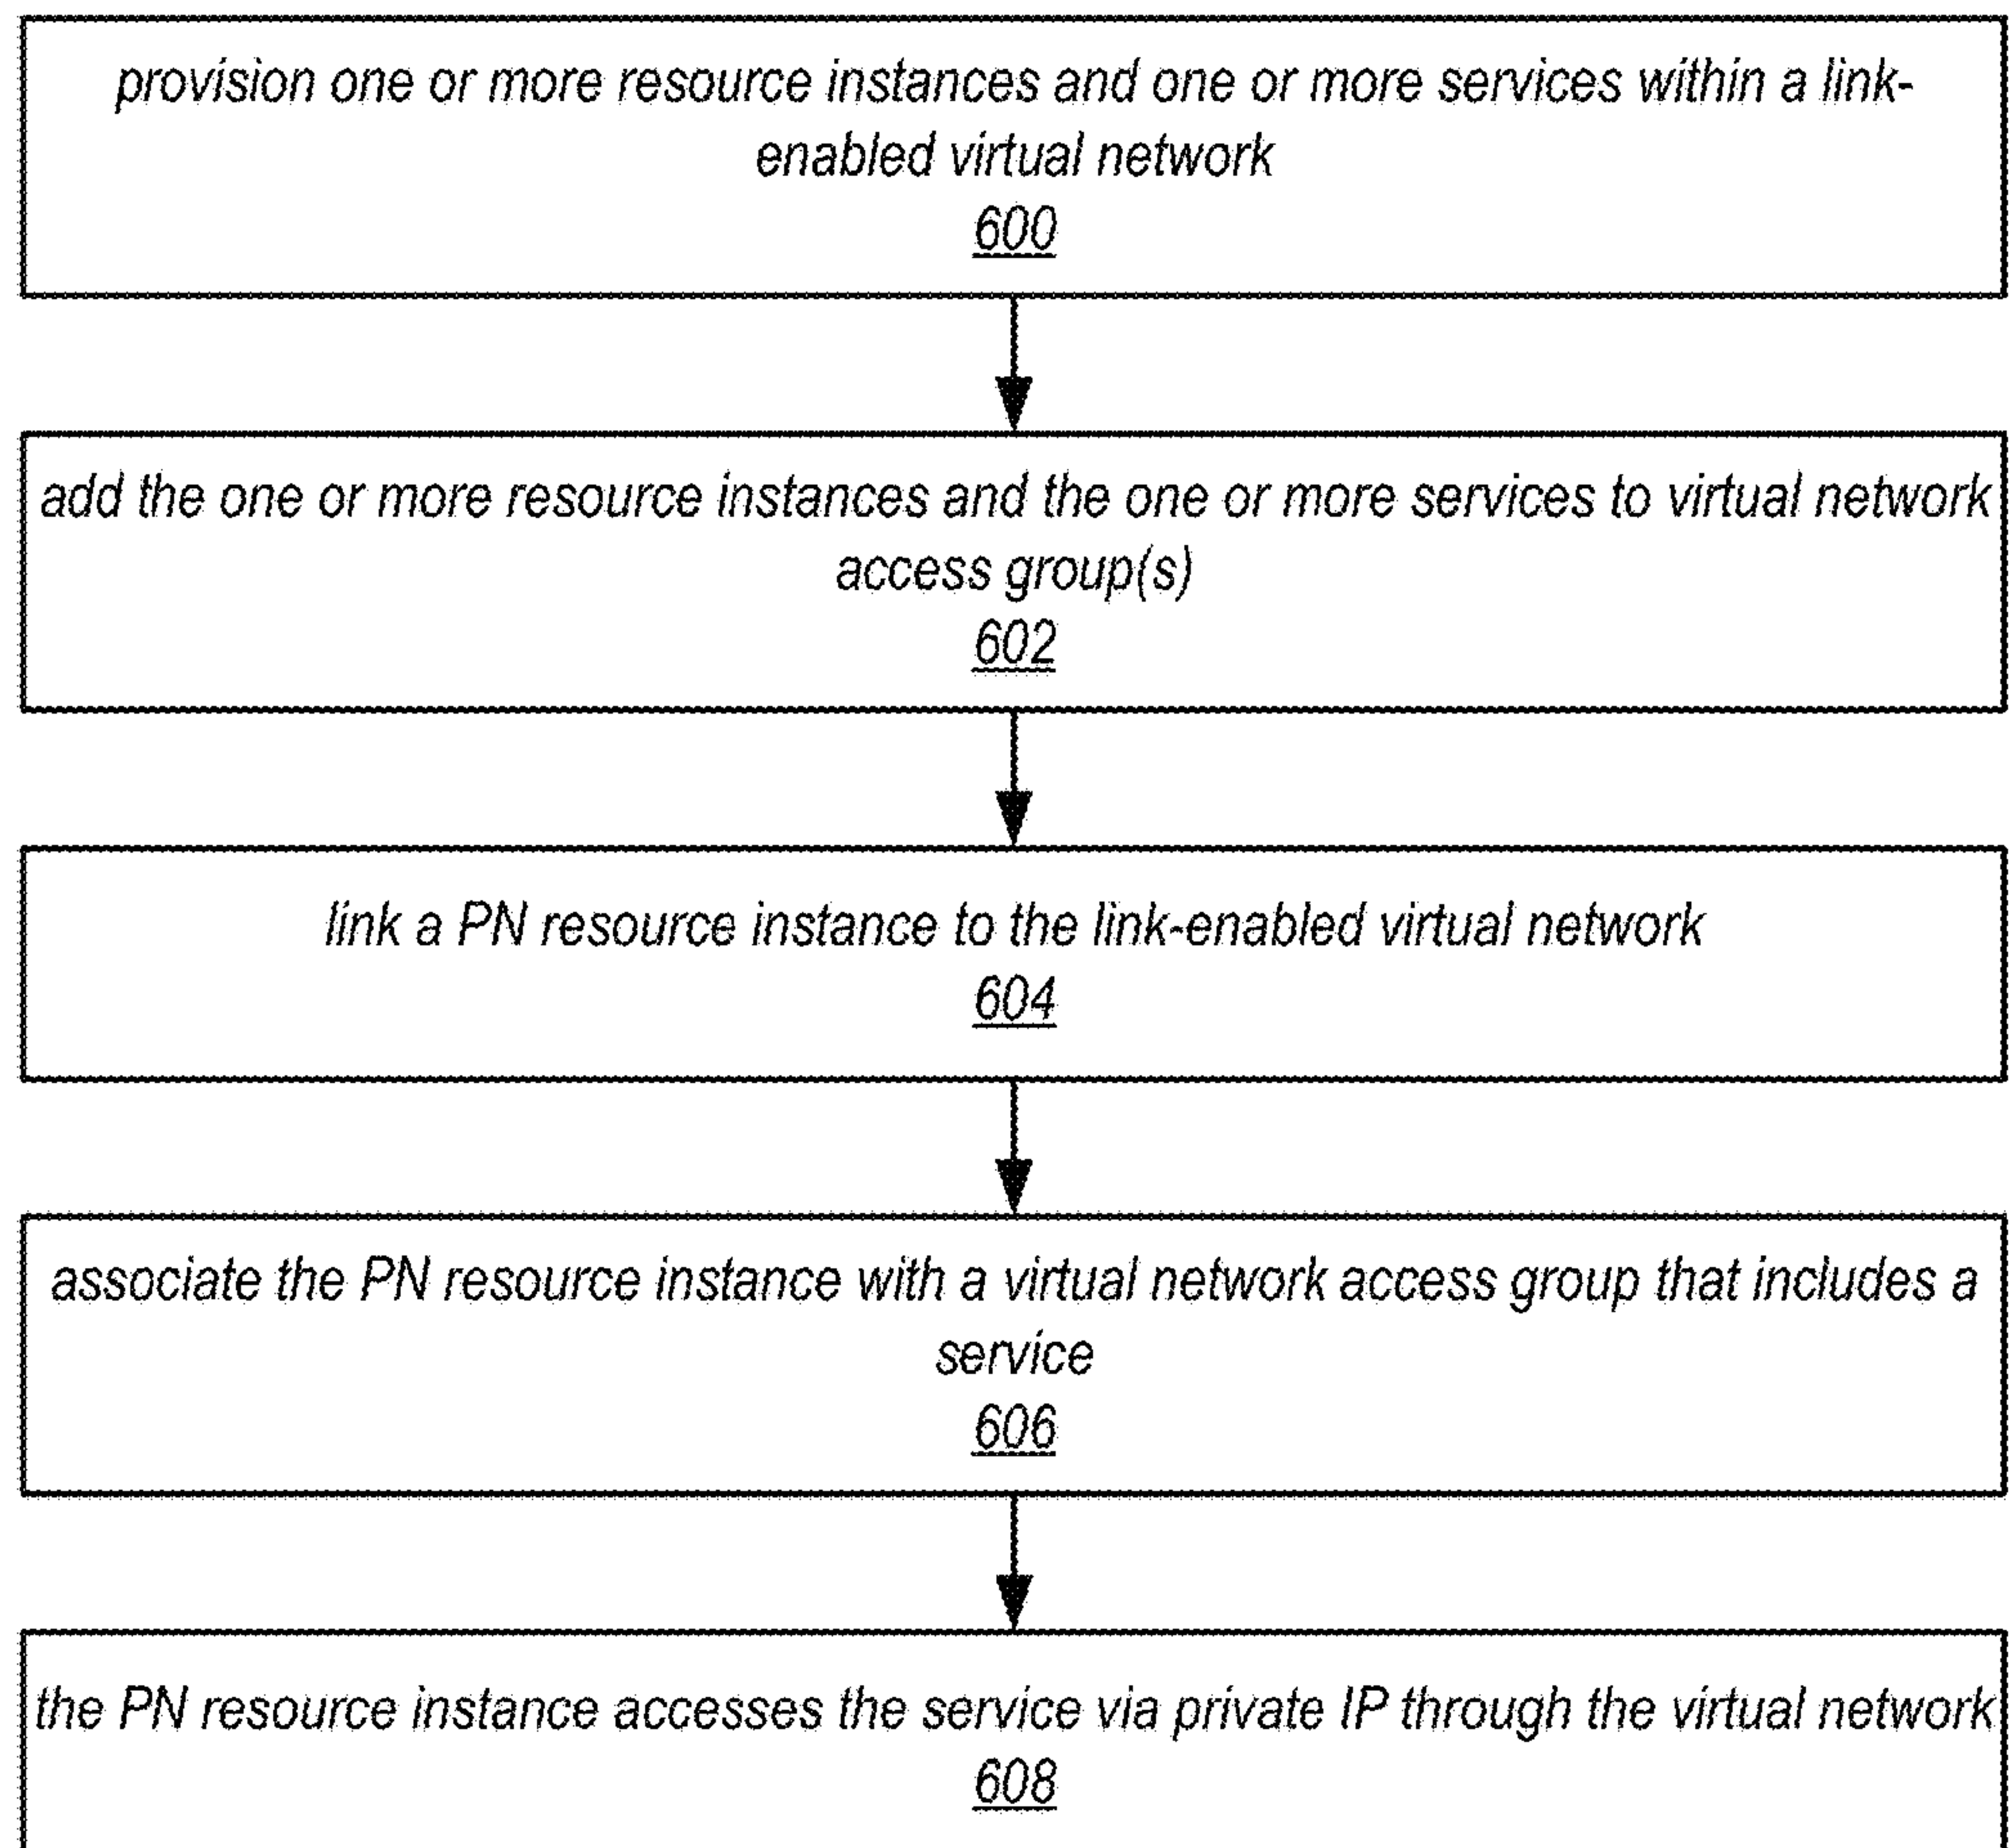 provision one or more resource instances and one or more services within a link-
enabled virtual network
600
add the one or more resource instances and the one or more services to virtual network
access group(s)
602
link a PN resource instance to the link-enabled virtual network
604
associate the PN resource instance with a virtual network access group that includes a
service
606
the PN resource instance accesses the service via private IP through the virtual network
608